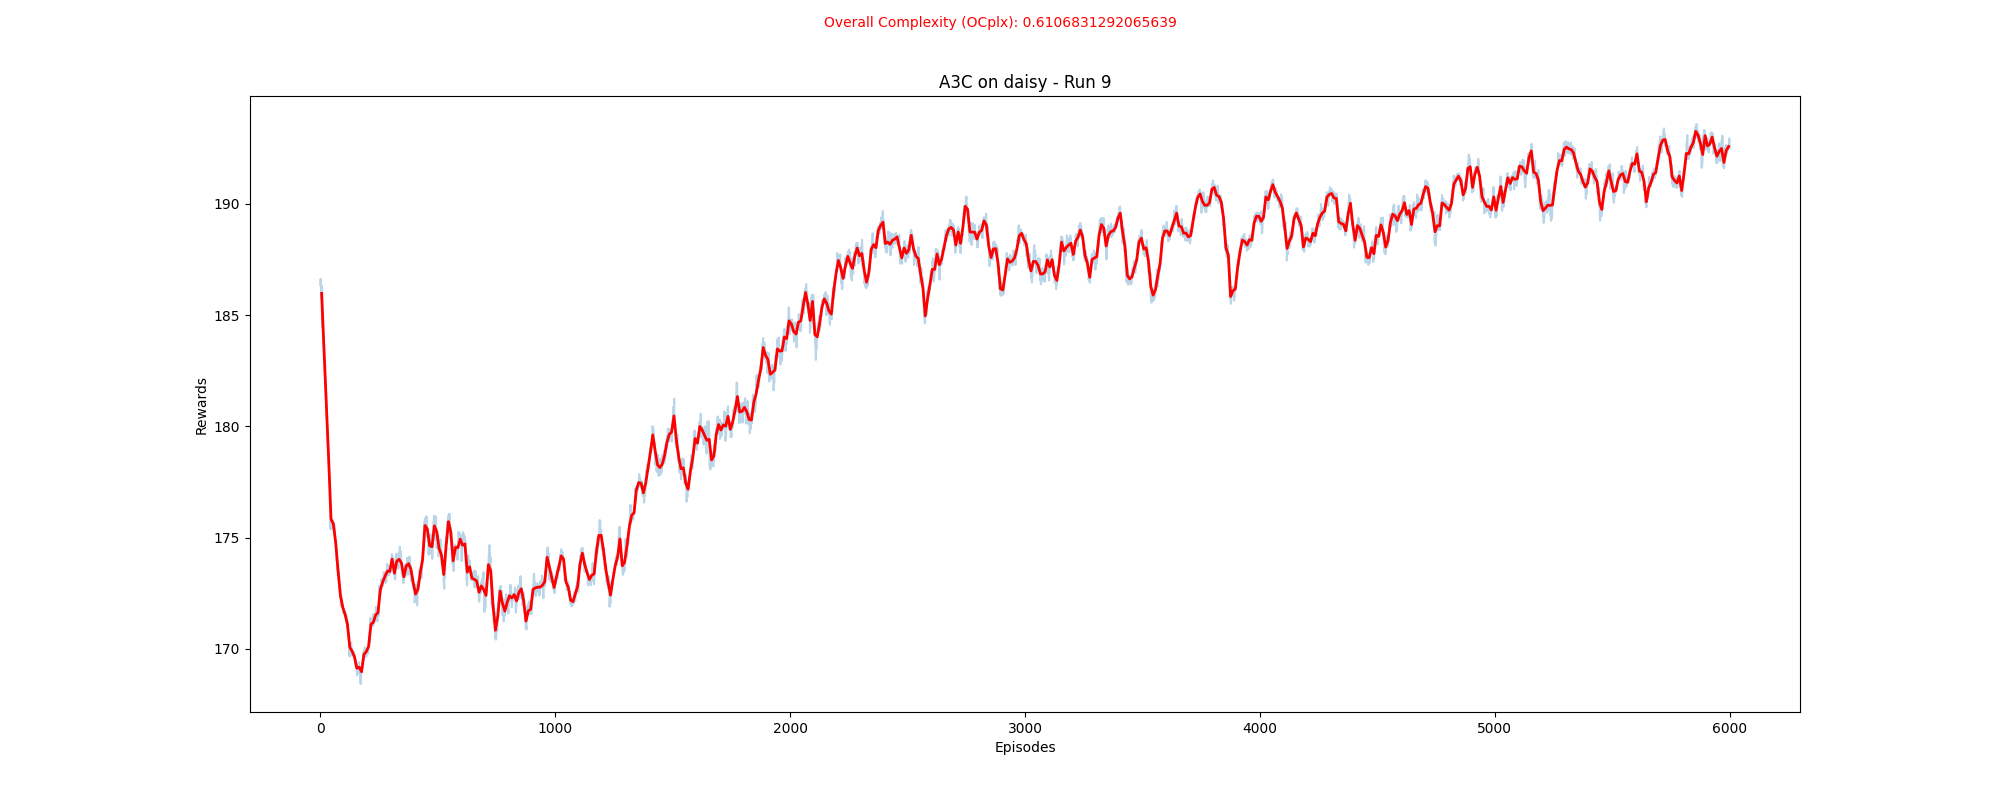 Overall Complexity (OCplx): 0.6106831292065639
A3C on daisy - Run 9
Rewards
190
185
180
175
170
0 1000 2000 3000 4000 5000 6000
Episodes